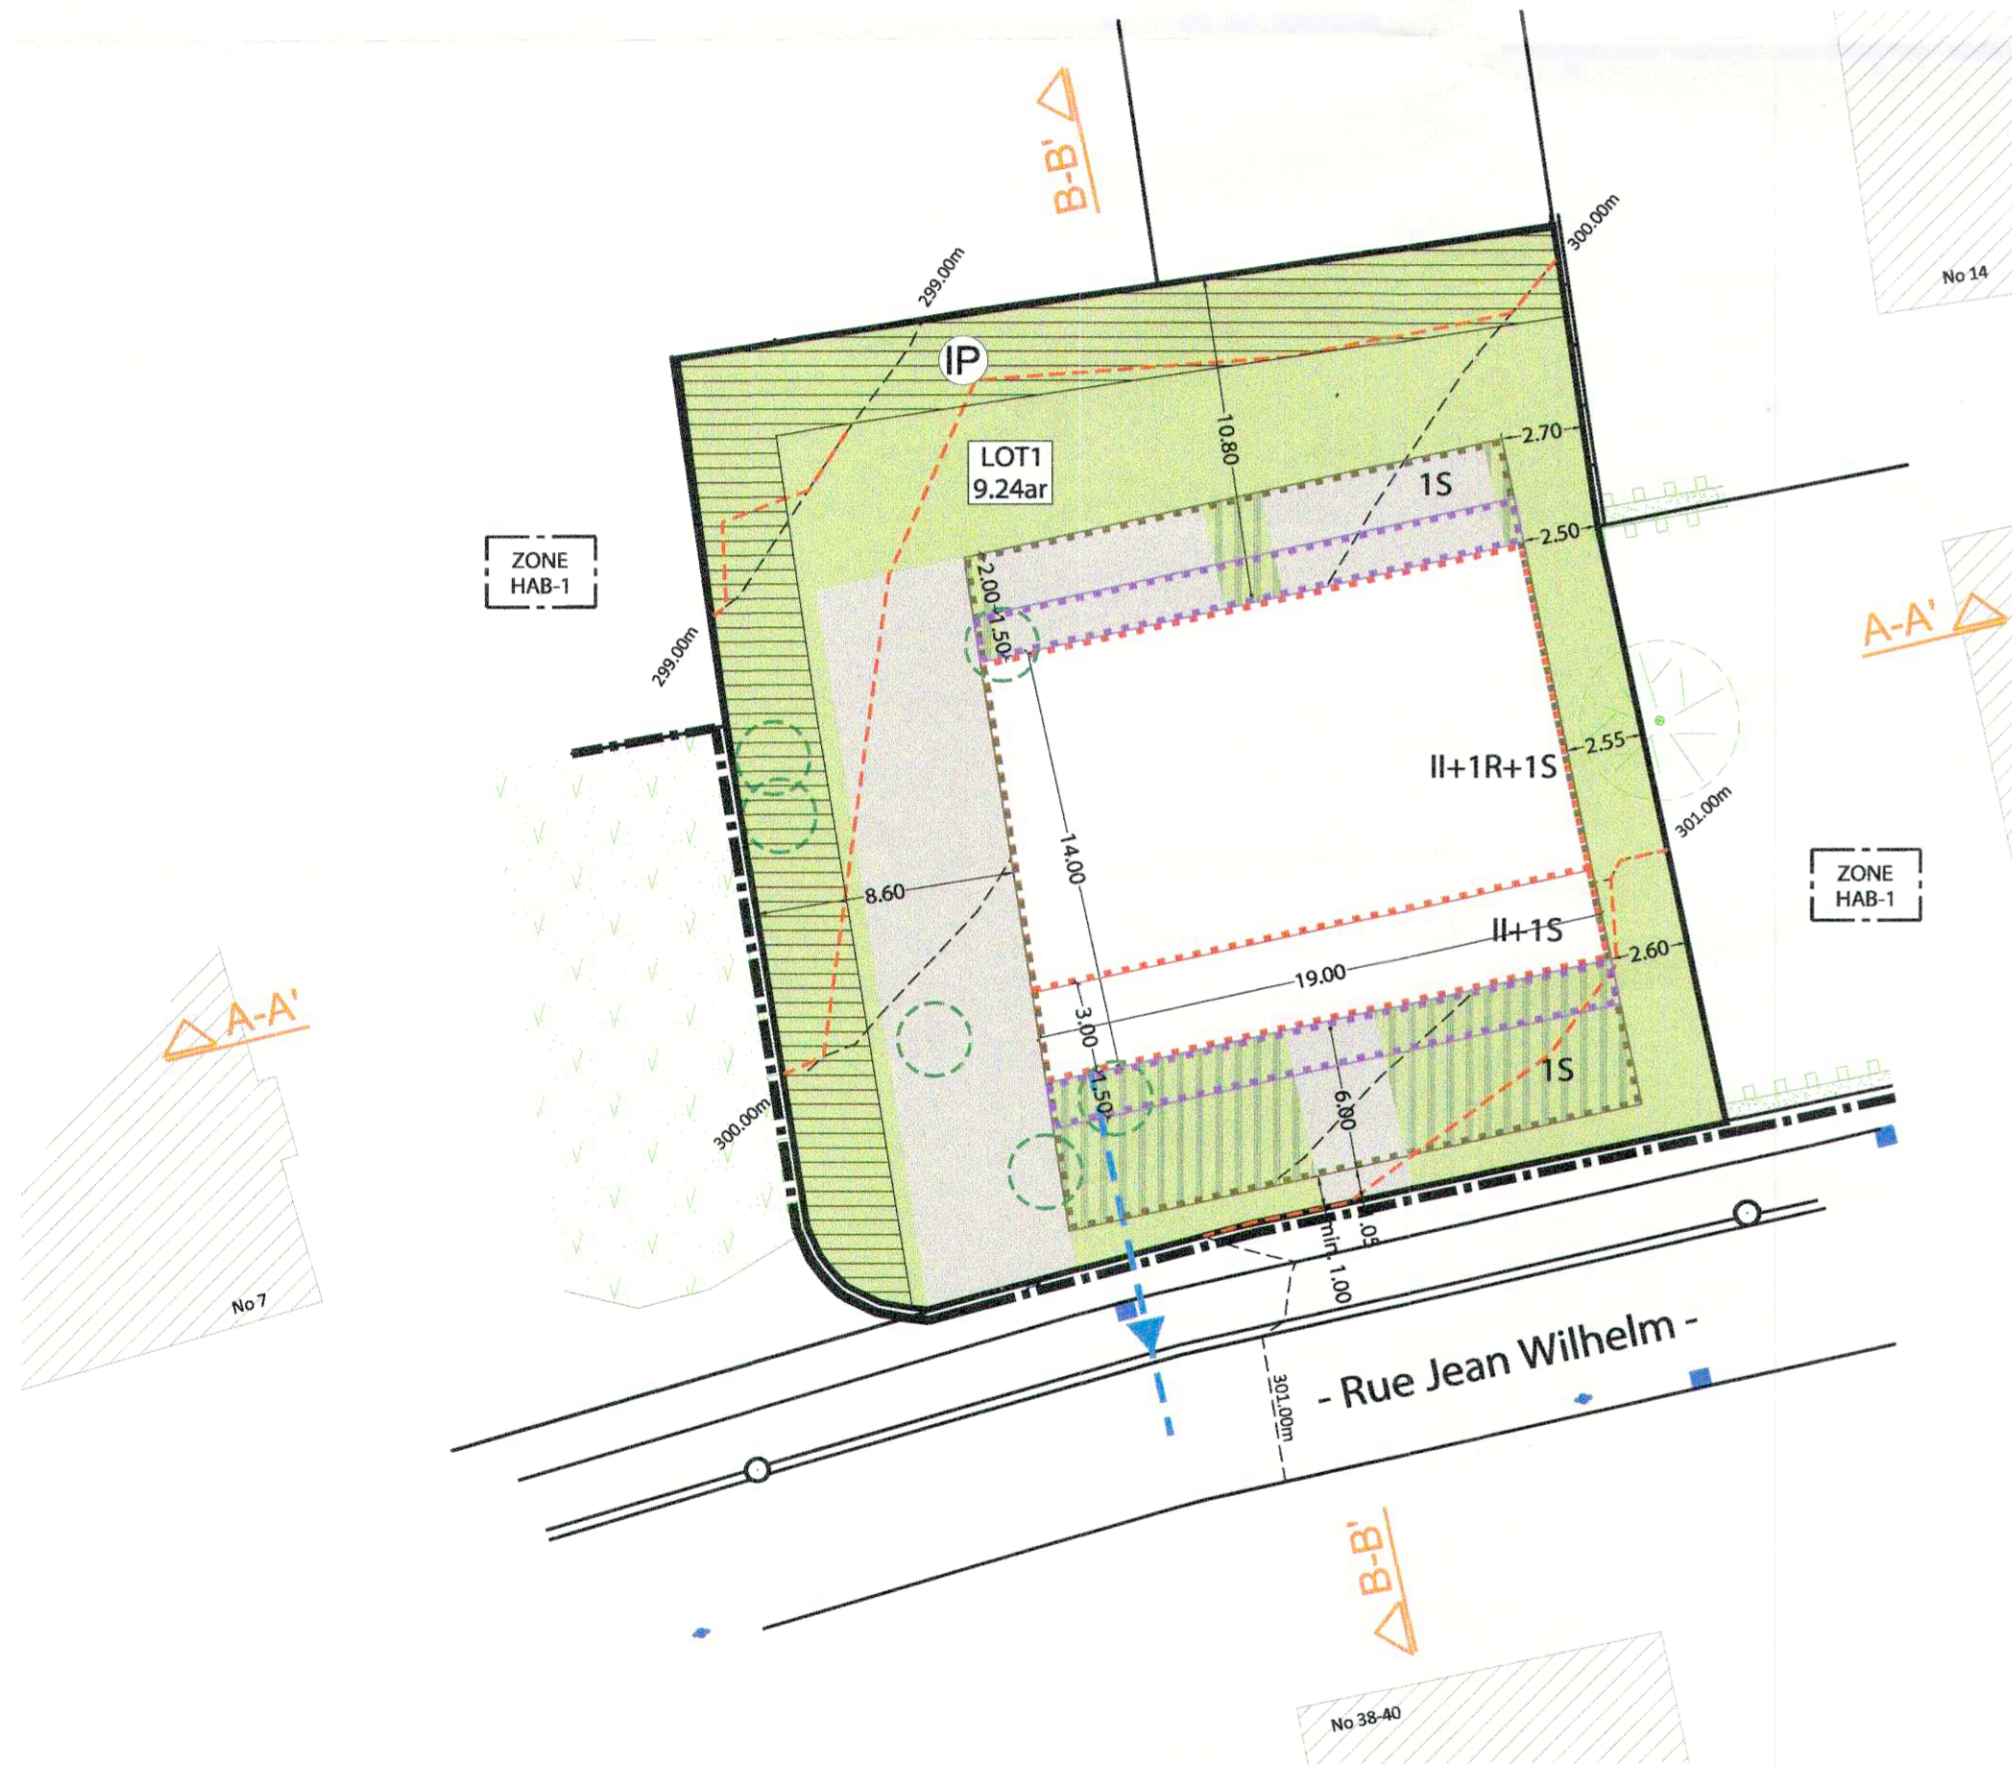 B-B'
300.00m
299.00m
No 14
IP
10.80
2.70
LOT1
9.24ar
1S
2.50
ZONE
HAB-1
2.00
1.50
A-A'
299.00m
2.55
II+1R+1S
301.00m
14.00
ZONE
HAB-1
8.60
II+1S
2.60
19.00
A-A'
3.00
1S
1.50
6.00
300.00m
min. 1.00
No 7
- Rue Jean Wilhelm -
301.00m
B-B'
No 38-40